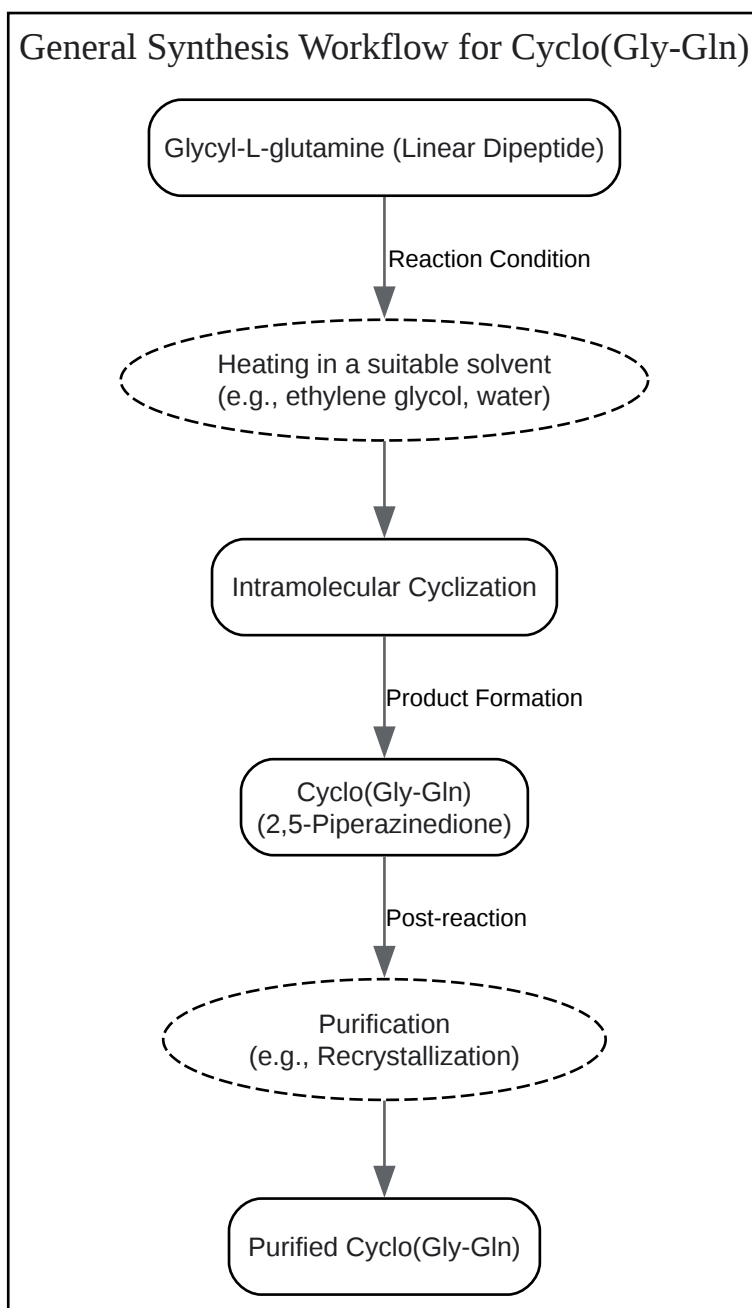 General Synthesis Workflow for Cyclo(Gly-Gln)
Glycyl-L-glutamine (Linear Dipeptide)
Reaction Condition
Heating in a suitable solvent
(e.g., ethylene glycol, water)
Intramolecular Cyclization
Product Formation
Cyclo(Gly-Gln)
(2,5-Piperazinedione)
Post-reaction
Purification
(e.g., Recrystallization)
Purified Cyclo(Gly-Gln)